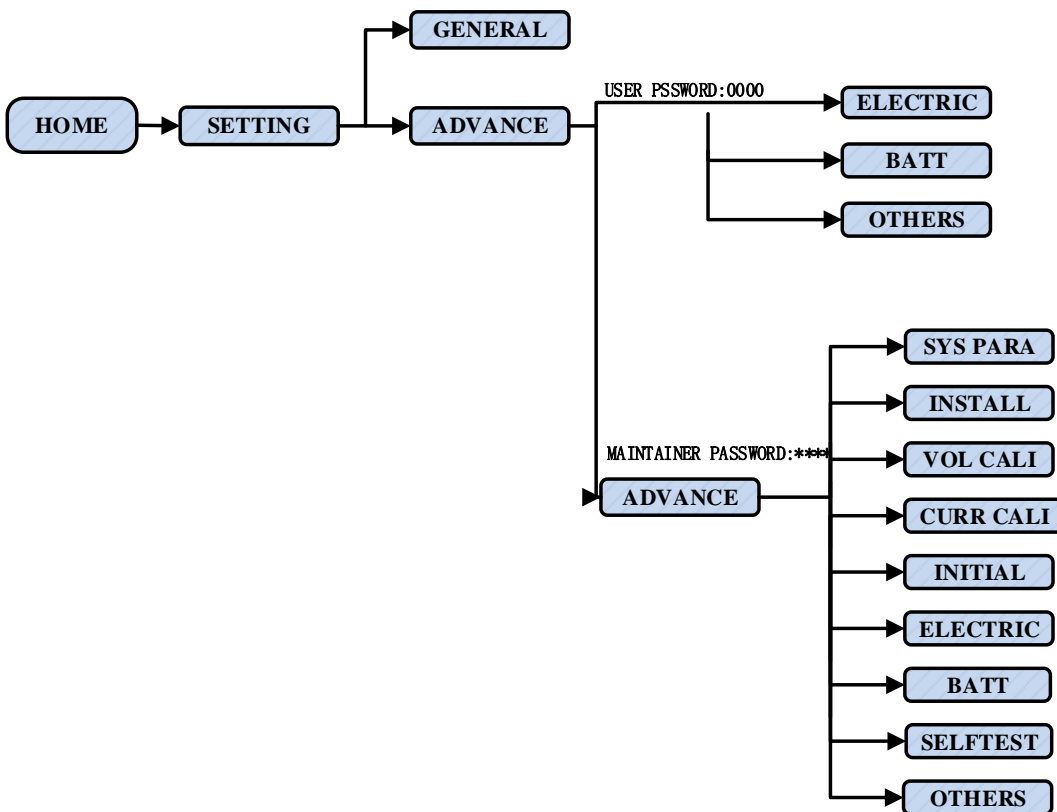 GENERAL
HOME
SETTING
ADVANCE
USER PSSWORD:0000
ELECTRIC
BATT
OTHERS
MAINTAINER PASSWORD:****
ADVANCE
SYS PARA
INSTALL
VOL CALI
CURR CALI
INITIAL
ELECTRIC
BATT
SELFTEST
OTHERS